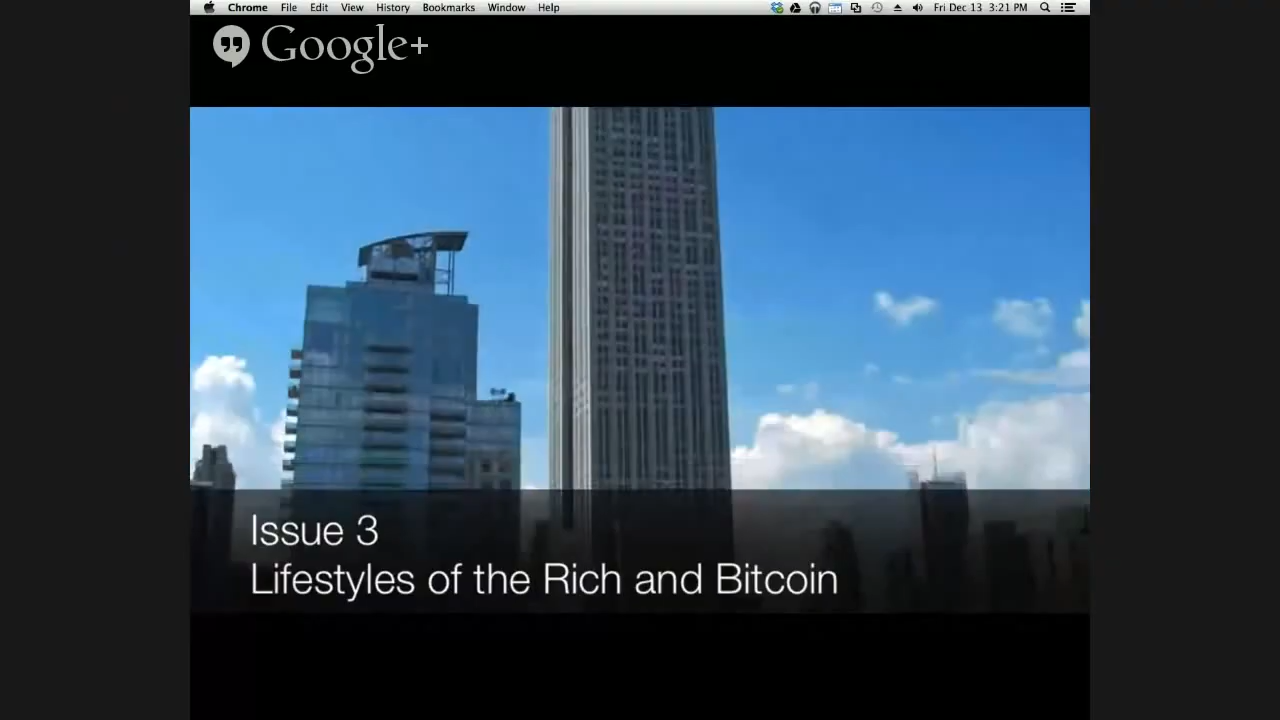 Chrome File Edit View History Bookmarks Window Help Fri Dec 13 3:21 PM
Google+
Issue 3
Lifestyles of the Rich and Bitcoin